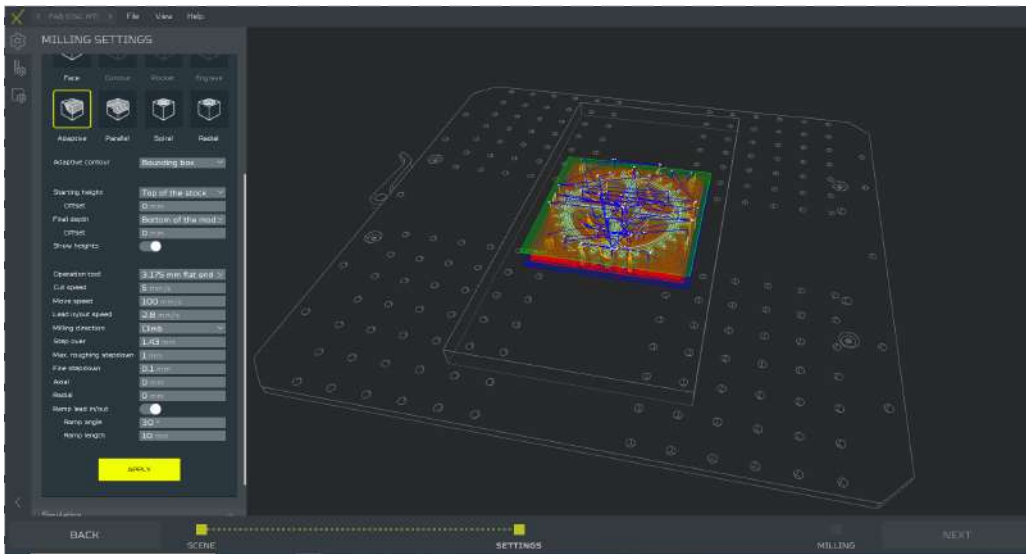 File View Help
MILLING SETTINGS
Face Contour Pocket Engrave
Adaptive Parallel Spiral Radial
Adaptive contour Bounding box
Starting height Top of the stock
Offset 0 mm
Final depth Bottom of the mod
Offset 0 mm
Show heights
Operation tool 3.175 mm flat end
Cut speed 5 mm/s
Move speed 100 mm/s
Lead in/out speed 2.8 mm/s
Milling direction Climb
Step over 1.43 mm
Max. roughing stepdown 1 mm
Fine stepdown 0.1 mm
Axial 0 mm
Radial 0 mm
Ramp lead in/out
Ramp angle 30 °
Ramp length 10 mm
APPLY
Simulation
BACK
SCENE
SETTINGS
MILLING
NEXT